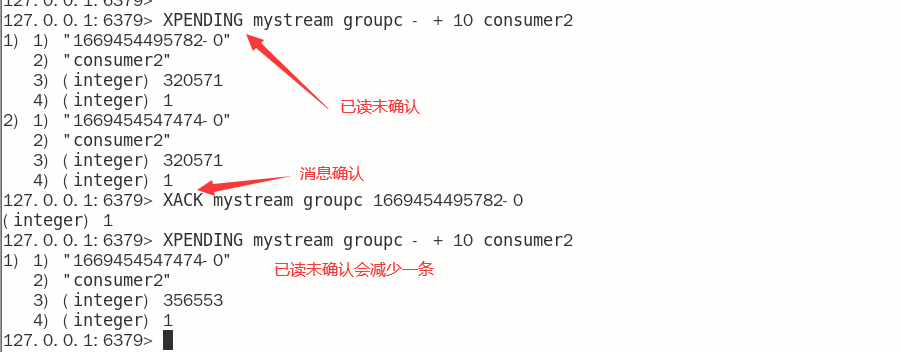 127.0.0.1:6379>
127.0.0.1:6379> XPENDING mystream groupc - + 10 consumer2
1) 1) "1669454495782-0"
2) "consumer2"
3) (integer) 320571
已读未确认
4) (integer) 1
2) 1) "1669454547474-0"
2) "consumer2"
3) (integer) 320571
消息确认
4) (integer) 1
127.0.0.1:6379> XACK mystream groupc 1669454495782-0
(integer) 1
127.0.0.1:6379> XPENDING mystream groupc - + 10 consumer2
1) 1) "1669454547474-0"
已读未确认会减少一条
2) "consumer2"
3) (integer) 356553
4) (integer) 1
127.0.0.1:6379>